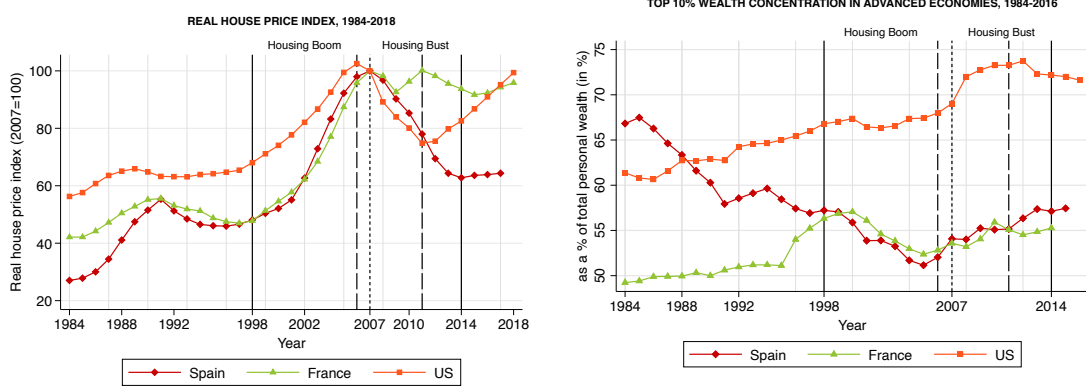 REAL HOUSE PRICE INDEX, 1984-2018
Housing Boom Housing Bust
Real house price index (2007=100)
100
80
60
40
20
1984 1988 1992 1998 2002 2007 2010 2014 2018
Year
Spain France US
TOP 10% WEALTH CONCENTRATION IN ADVANCED ECONOMIES, 1984-2016
Housing Boom Housing Bust
as a % of total personal wealth (in %)
75
70
65
60
55
50
1984 1988 1992 1998 2007 2014
Year
Spain France US